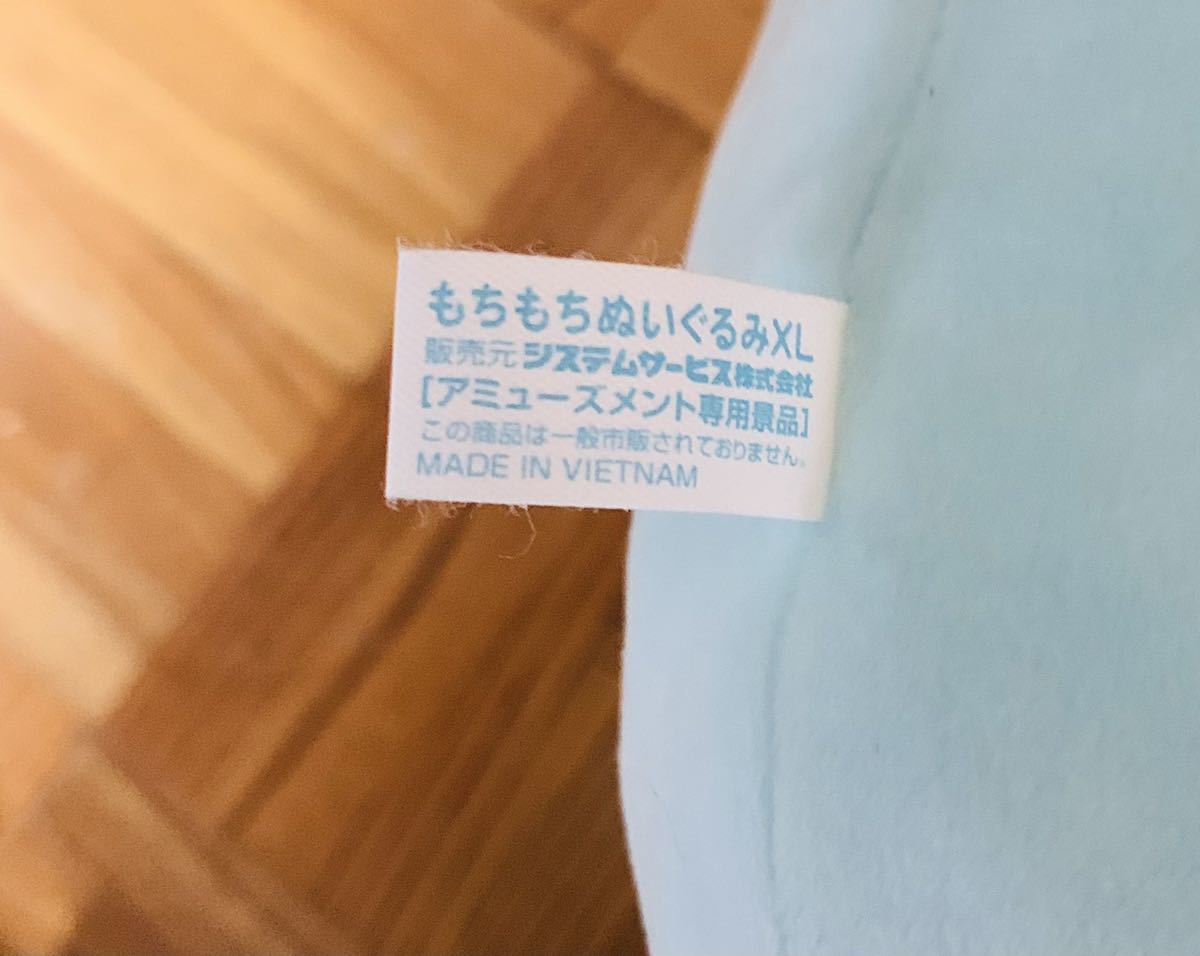 もちもちぬいぐるみXL
販売元 システムサービス株式会社
[アミューズメント専用景品]
この商品は一般市販されておりません。
MADE IN VIETNAM